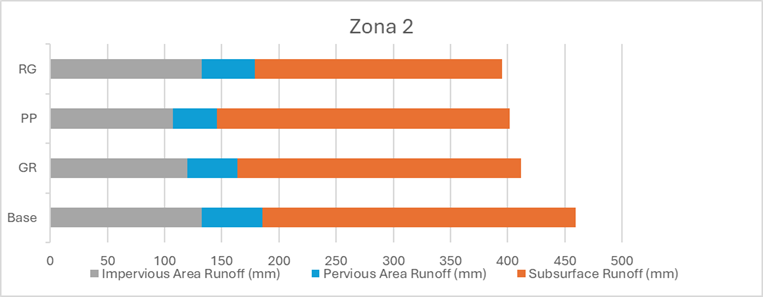 Zona 2
RG
PP
GR
Base
0 50 100 150 200 250 300 350 400 450 500
Impervious Area Runoff (mm) Pervious Area Runoff (mm) Subsurface Runoff (mm)